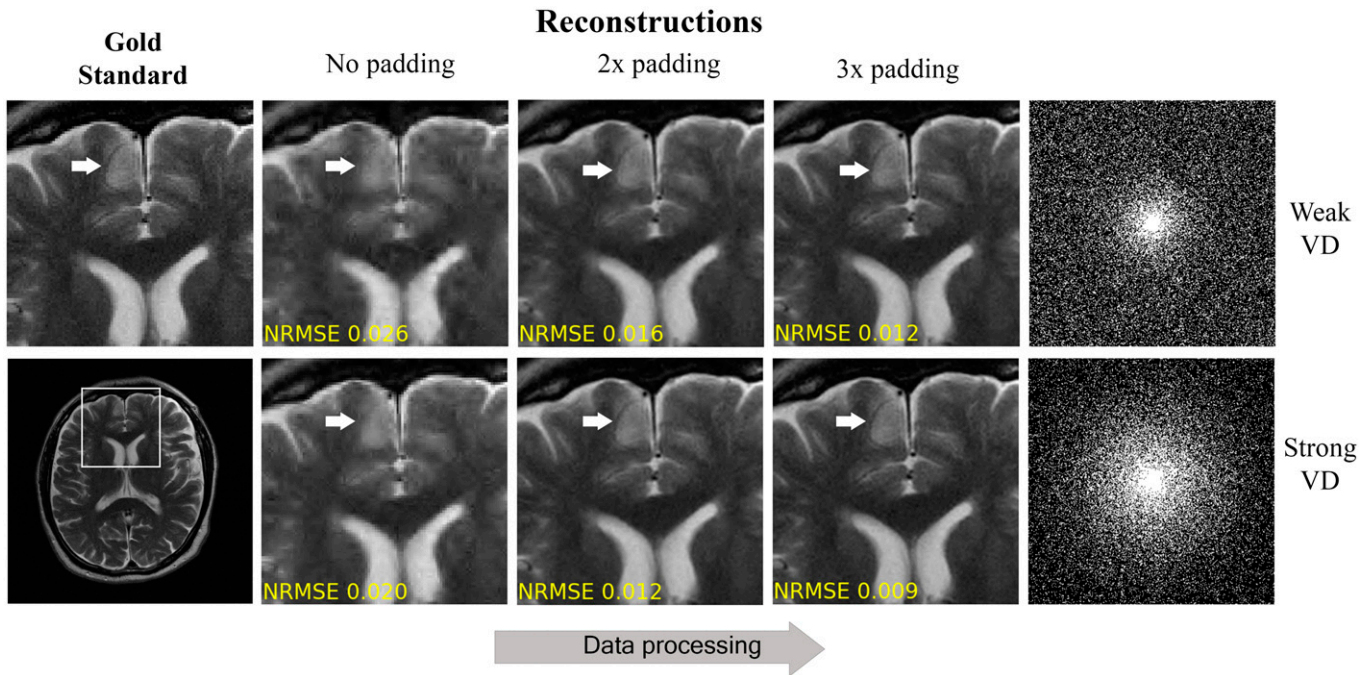 Reconstructions
Gold
Standard
No padding
2x padding
3x padding
NRMSE 0.026
NRMSE 0.016
NRMSE 0.012
Weak
VD
NRMSE 0.020
NRMSE 0.012
NRMSE 0.009
Strong
VD
Data processing